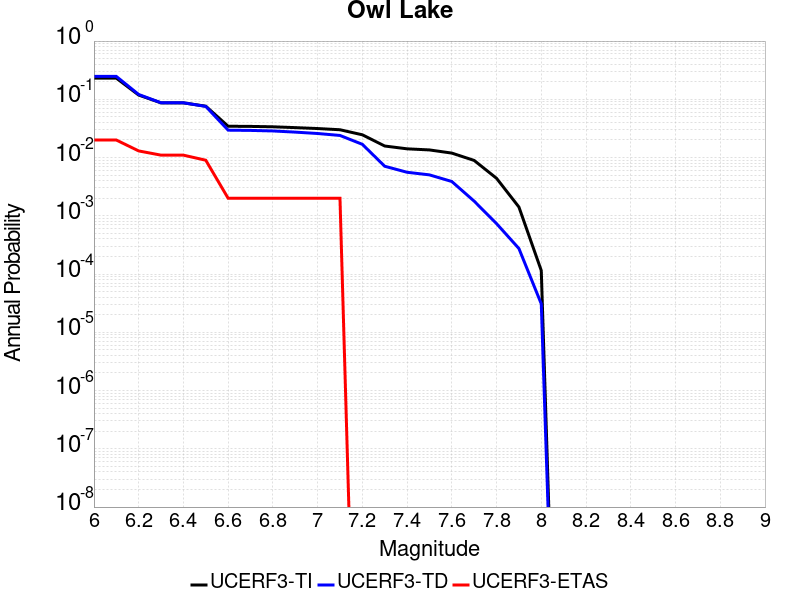 Owl Lake
10^0
10^-1
10^-2
10^-3
10^-4
10^-5
10^-6
10^-7
10^-8
Annual Probability
6 6.2 6.4 6.6 6.8 7 7.2 7.4 7.6 7.8 8 8.2 8.4 8.6 8.8 9
Magnitude
UCERF3-TI UCERF3-TD UCERF3-ETAS